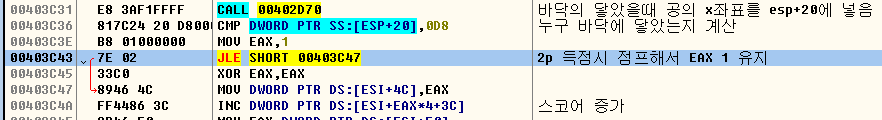 00403C31 E8 3AF1FFFF CALL 00402D70 바닥의 닿았을때 공의 x좌표를 esp+20에 넣음
00403C36 817C24 20 D800 CMP DWORD PTR SS:[ESP+20],0D8 누구 바닥에 닿았는지 계산
00403C3E B8 01000000 MOV EAX,1
00403C43 7E 02 JLE SHORT 00403C47 2p 득점시 점프해서 EAX 1 유지
00403C45 33C0 XOR EAX,EAX
00403C47 8946 4C MOV DWORD PTR DS:[ESI+4C],EAX
00403C4A FF4486 3C INC DWORD PTR DS:[ESI+EAX*4+3C] 스코어 증가